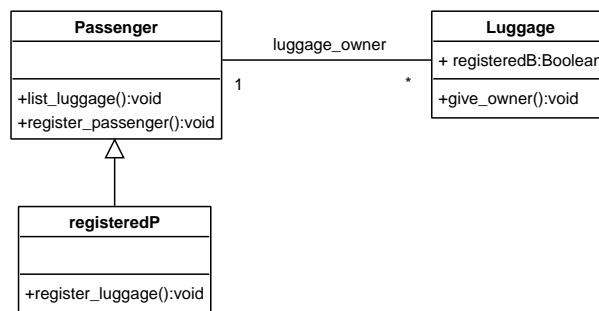 Passenger
+list_luggage():void
+register_passenger():void
luggage_owner
1
*
Luggage
+ registeredB:Boolean
+give_owner():void
registeredP
+register_luggage():void